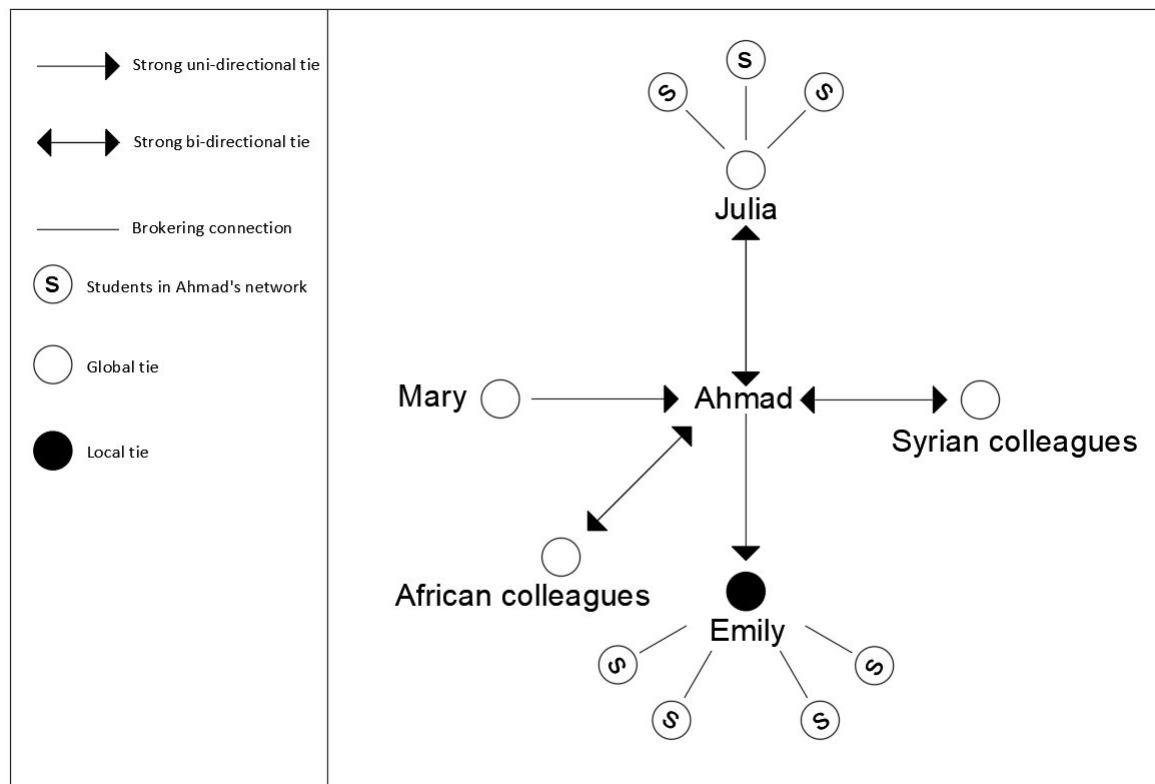 Strong uni-directional tie
Strong bi-directional tie
Brokering connection
S
Students in Ahmad's network
Global tie
Local tie
S
S
S
Julia
Mary
Ahmad
Syrian colleagues
African colleagues
Emily
S
S
S
S